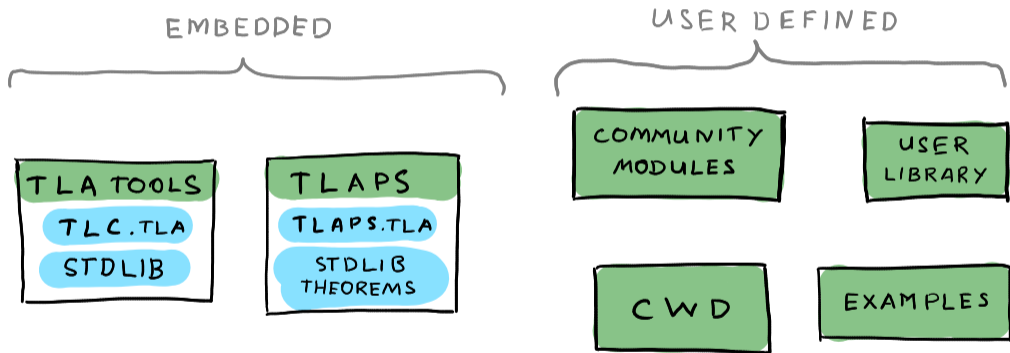 EMBEDDED
USER DEFINED
TLA TOOLS
TLC.TLA
STDLIB
TLAPS
TLAPS.TLA
STDLIB
THEOREMS
COMMUNITY
MODULES
USER
LIBRARY
CWD
EXAMPLES